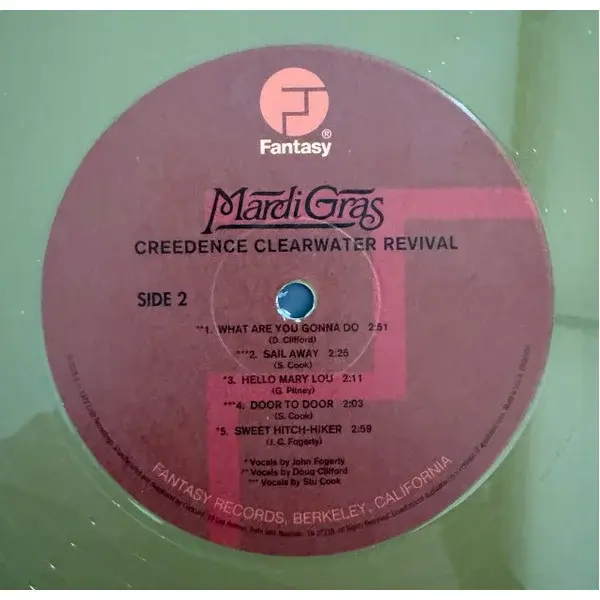 Fantasy®
Mardi Gras
CREEDENCE CLEARWATER REVIVAL
SIDE 2
**1. WHAT ARE YOU GONNA DO 2:51
(D. Clifford)
***2. SAIL AWAY 2:25
(S. Cook)
*3. HELLO MARY LOU 2:11
(G. Pitney)
***4. DOOR TO DOOR 2:03
(S. Cook)
*5. SWEET HITCH-HIKER 2:59
(J. C. Fogerty)
* Vocals by John Fogerty
** Vocals by Doug Clifford
*** Vocals by Stu Cook
FANTASY RECORDS, BERKELEY, CALIFORNIA
All Rights Reserved.